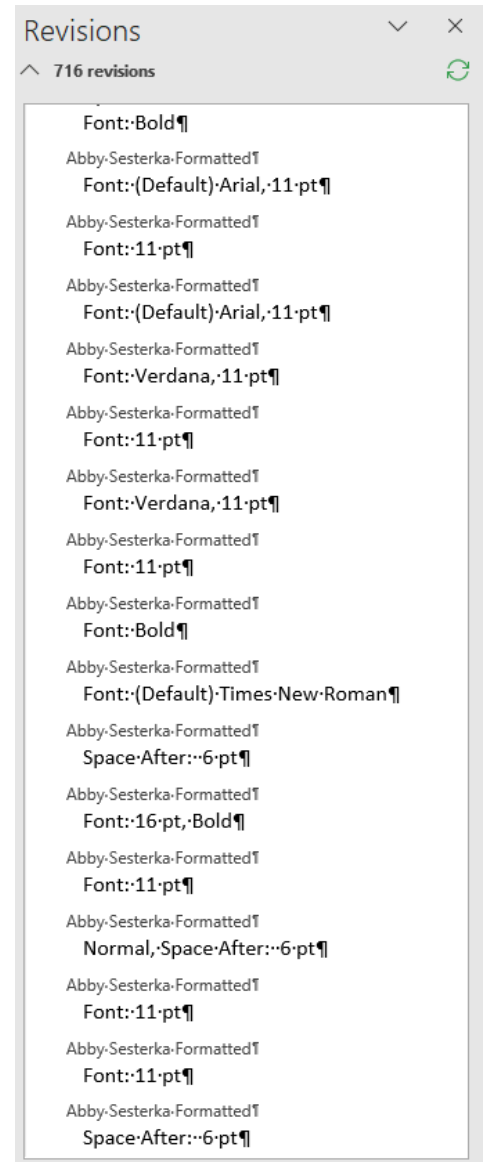 Revisions
716 revisions
Font:·Bold¶
Abby·Sesterka·Formatted¶
Font:·(Default)·Arial,·11·pt¶
Abby·Sesterka·Formatted¶
Font:·11·pt¶
Abby·Sesterka·Formatted¶
Font:·(Default)·Arial,·11·pt¶
Abby·Sesterka·Formatted¶
Font:·Verdana,·11·pt¶
Abby·Sesterka·Formatted¶
Font:·11·pt¶
Abby·Sesterka·Formatted¶
Font:·Verdana,·11·pt¶
Abby·Sesterka·Formatted¶
Font:·11·pt¶
Abby·Sesterka·Formatted¶
Font:·Bold¶
Abby·Sesterka·Formatted¶
Font:·(Default)·Times·New·Roman¶
Abby·Sesterka·Formatted¶
Space·After:··6·pt¶
Abby·Sesterka·Formatted¶
Font:·16·pt,·Bold¶
Abby·Sesterka·Formatted¶
Font:·11·pt¶
Abby·Sesterka·Formatted¶
Normal,·Space·After:··6·pt¶
Abby·Sesterka·Formatted¶
Font:·11·pt¶
Abby·Sesterka·Formatted¶
Font:·11·pt¶
Abby·Sesterka·Formatted¶
Space·After:··6·pt¶